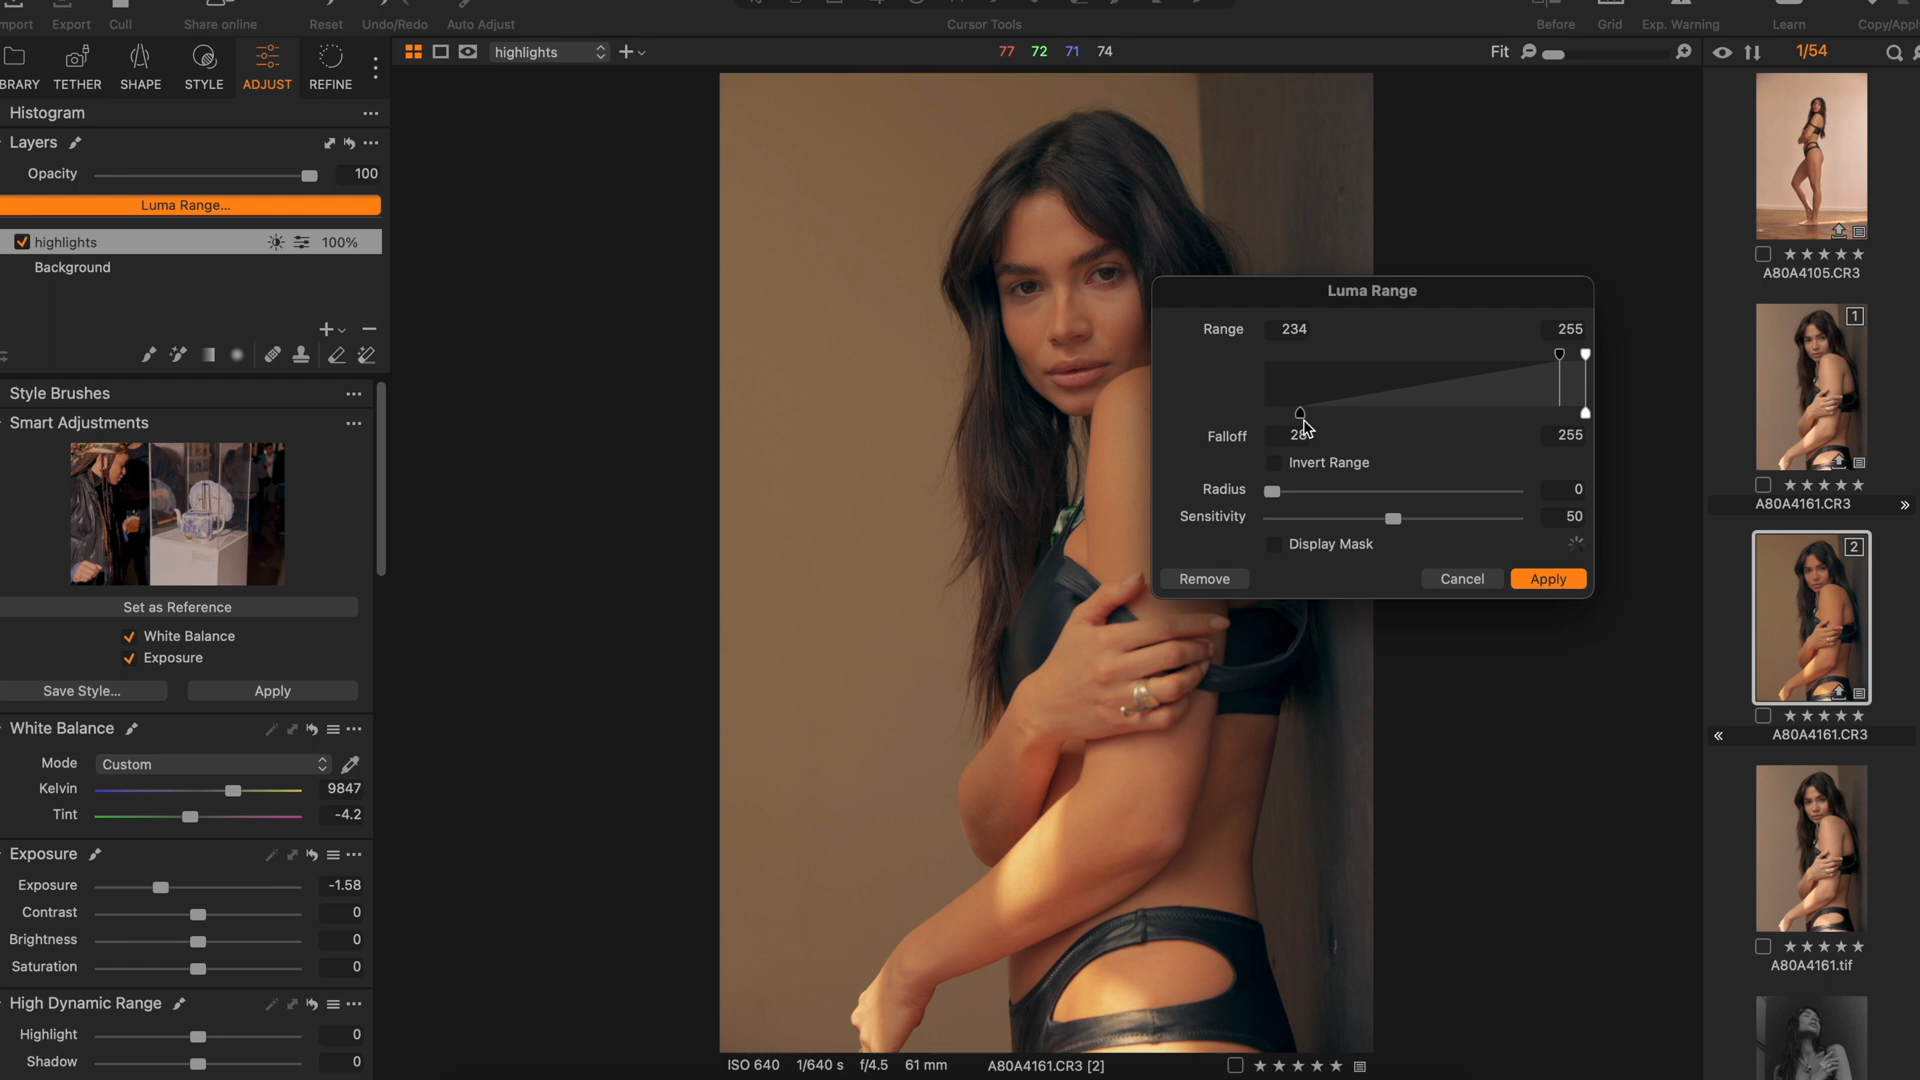 mport Export Cull Share online Reset Undo/Redo Auto Adjust Cursor Tools Before Grid Exp. Warning Learn Copy/Appl
BRARY TETHER SHAPE STYLE ADJUST REFINE
highlights 77 72 71 74 Fit 1/54
Histogram
Layers
Opacity 100
Luma Range...
highlights 100%
Background
Style Brushes
Smart Adjustments
Set as Reference
White Balance
Exposure
Save Style... Apply
White Balance
Mode Custom
Kelvin 9847
Tint -4.2
Exposure
Exposure -1.58
Contrast 0
Brightness 0
Saturation 0
High Dynamic Range
Highlight 0
Shadow 0
Luma Range
Range 234 255
Falloff 255
Invert Range
Radius 0
Sensitivity 50
Display Mask
Remove Cancel Apply
ISO 640 1/640 s f/4.5 61 mm A80A4161.CR3 [2]
A80A4105.CR3
1
A80A4161.CR3
2
A80A4161.CR3
A80A4161.tif